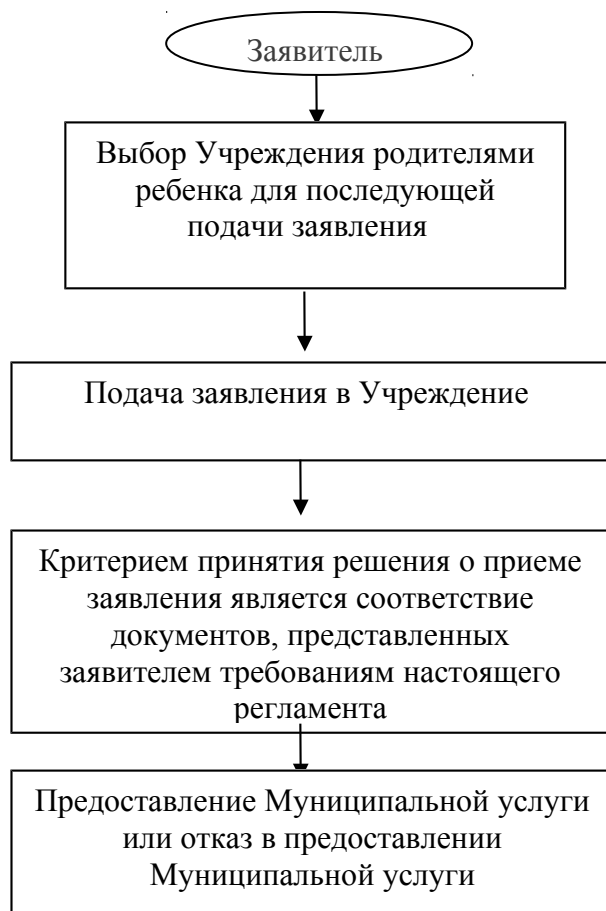 Заявитель
Выбор Учреждения родителями
ребенка для последующей
подачи заявления
Подача заявления в Учреждение
Критерием принятия решения о приеме
заявления является соответствие
документов, представленных
заявителем требованиям настоящего
регламента
Предоставление Муниципальной услуги
или отказ в предоставлении
Муниципальной услуги